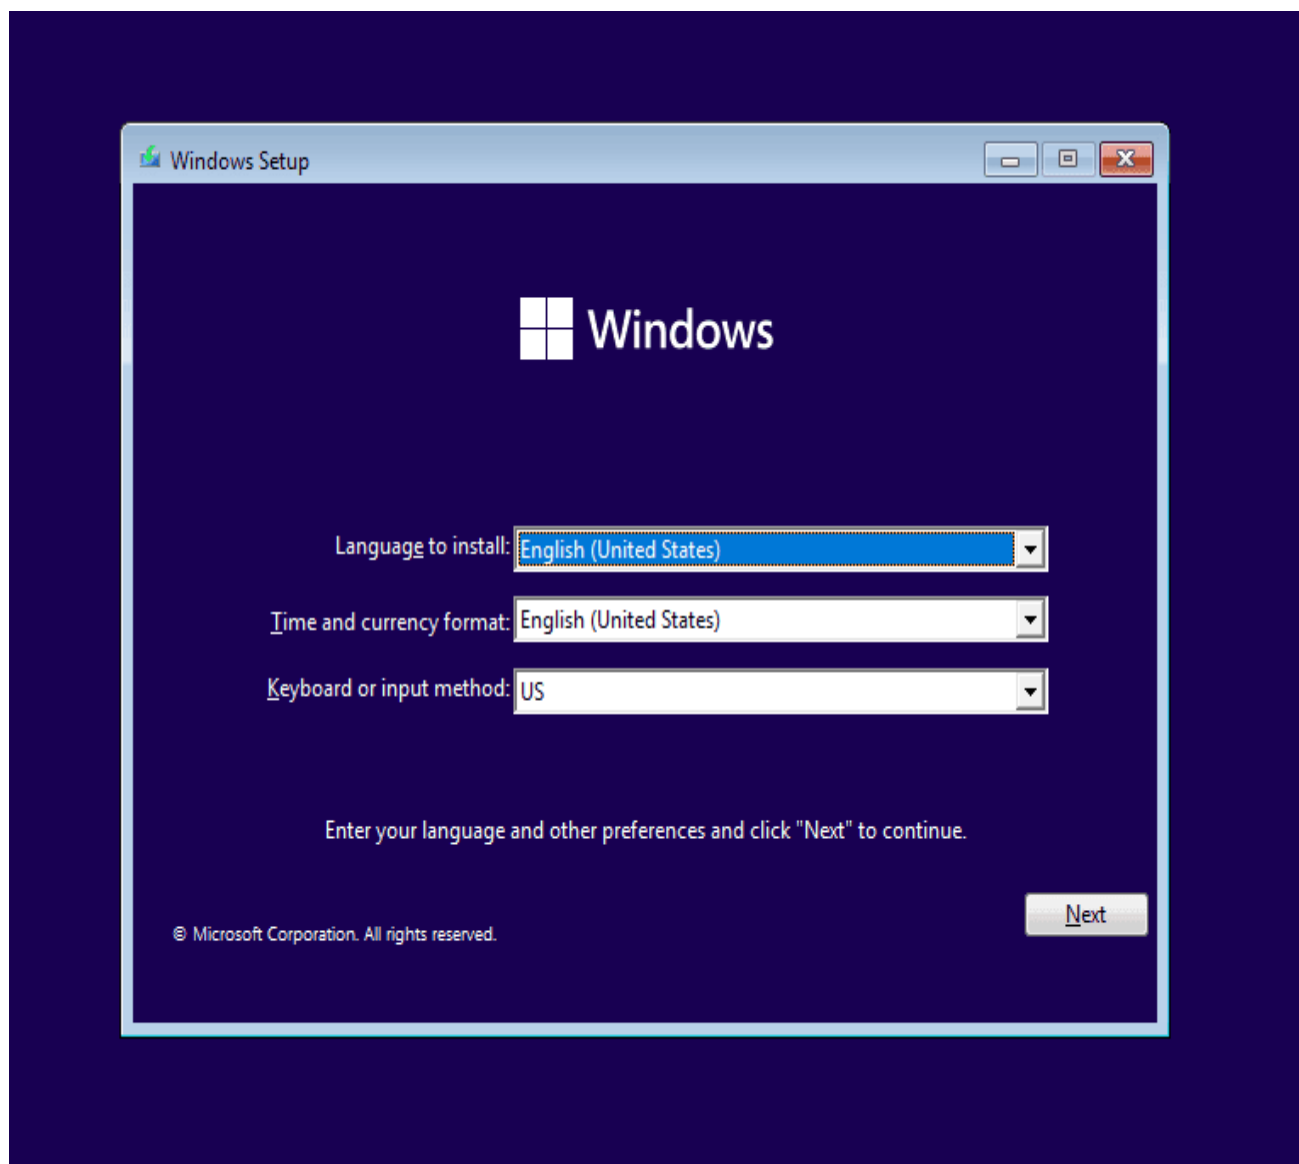 Windows Setup
Windows
Language to install: English (United States)
Time and currency format: English (United States)
Keyboard or input method: US
Enter your language and other preferences and click "Next" to continue.
Next
© Microsoft Corporation. All rights reserved.